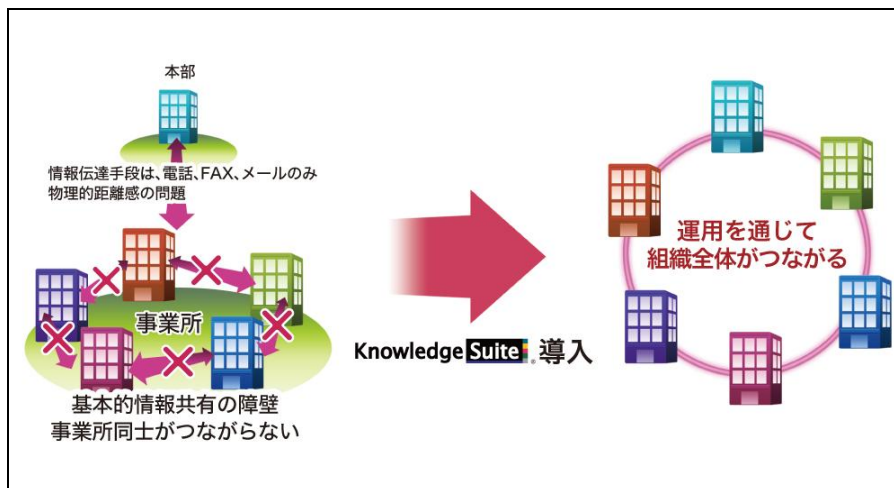 本部
情報伝達手段は、電話、FAX、メールのみ
物理的距離感の問題
事業所
基本的情報共有の障壁
事業所同士がつながらない
Knowledge Suite® 導入
運用を通じて
組織全体がつながる